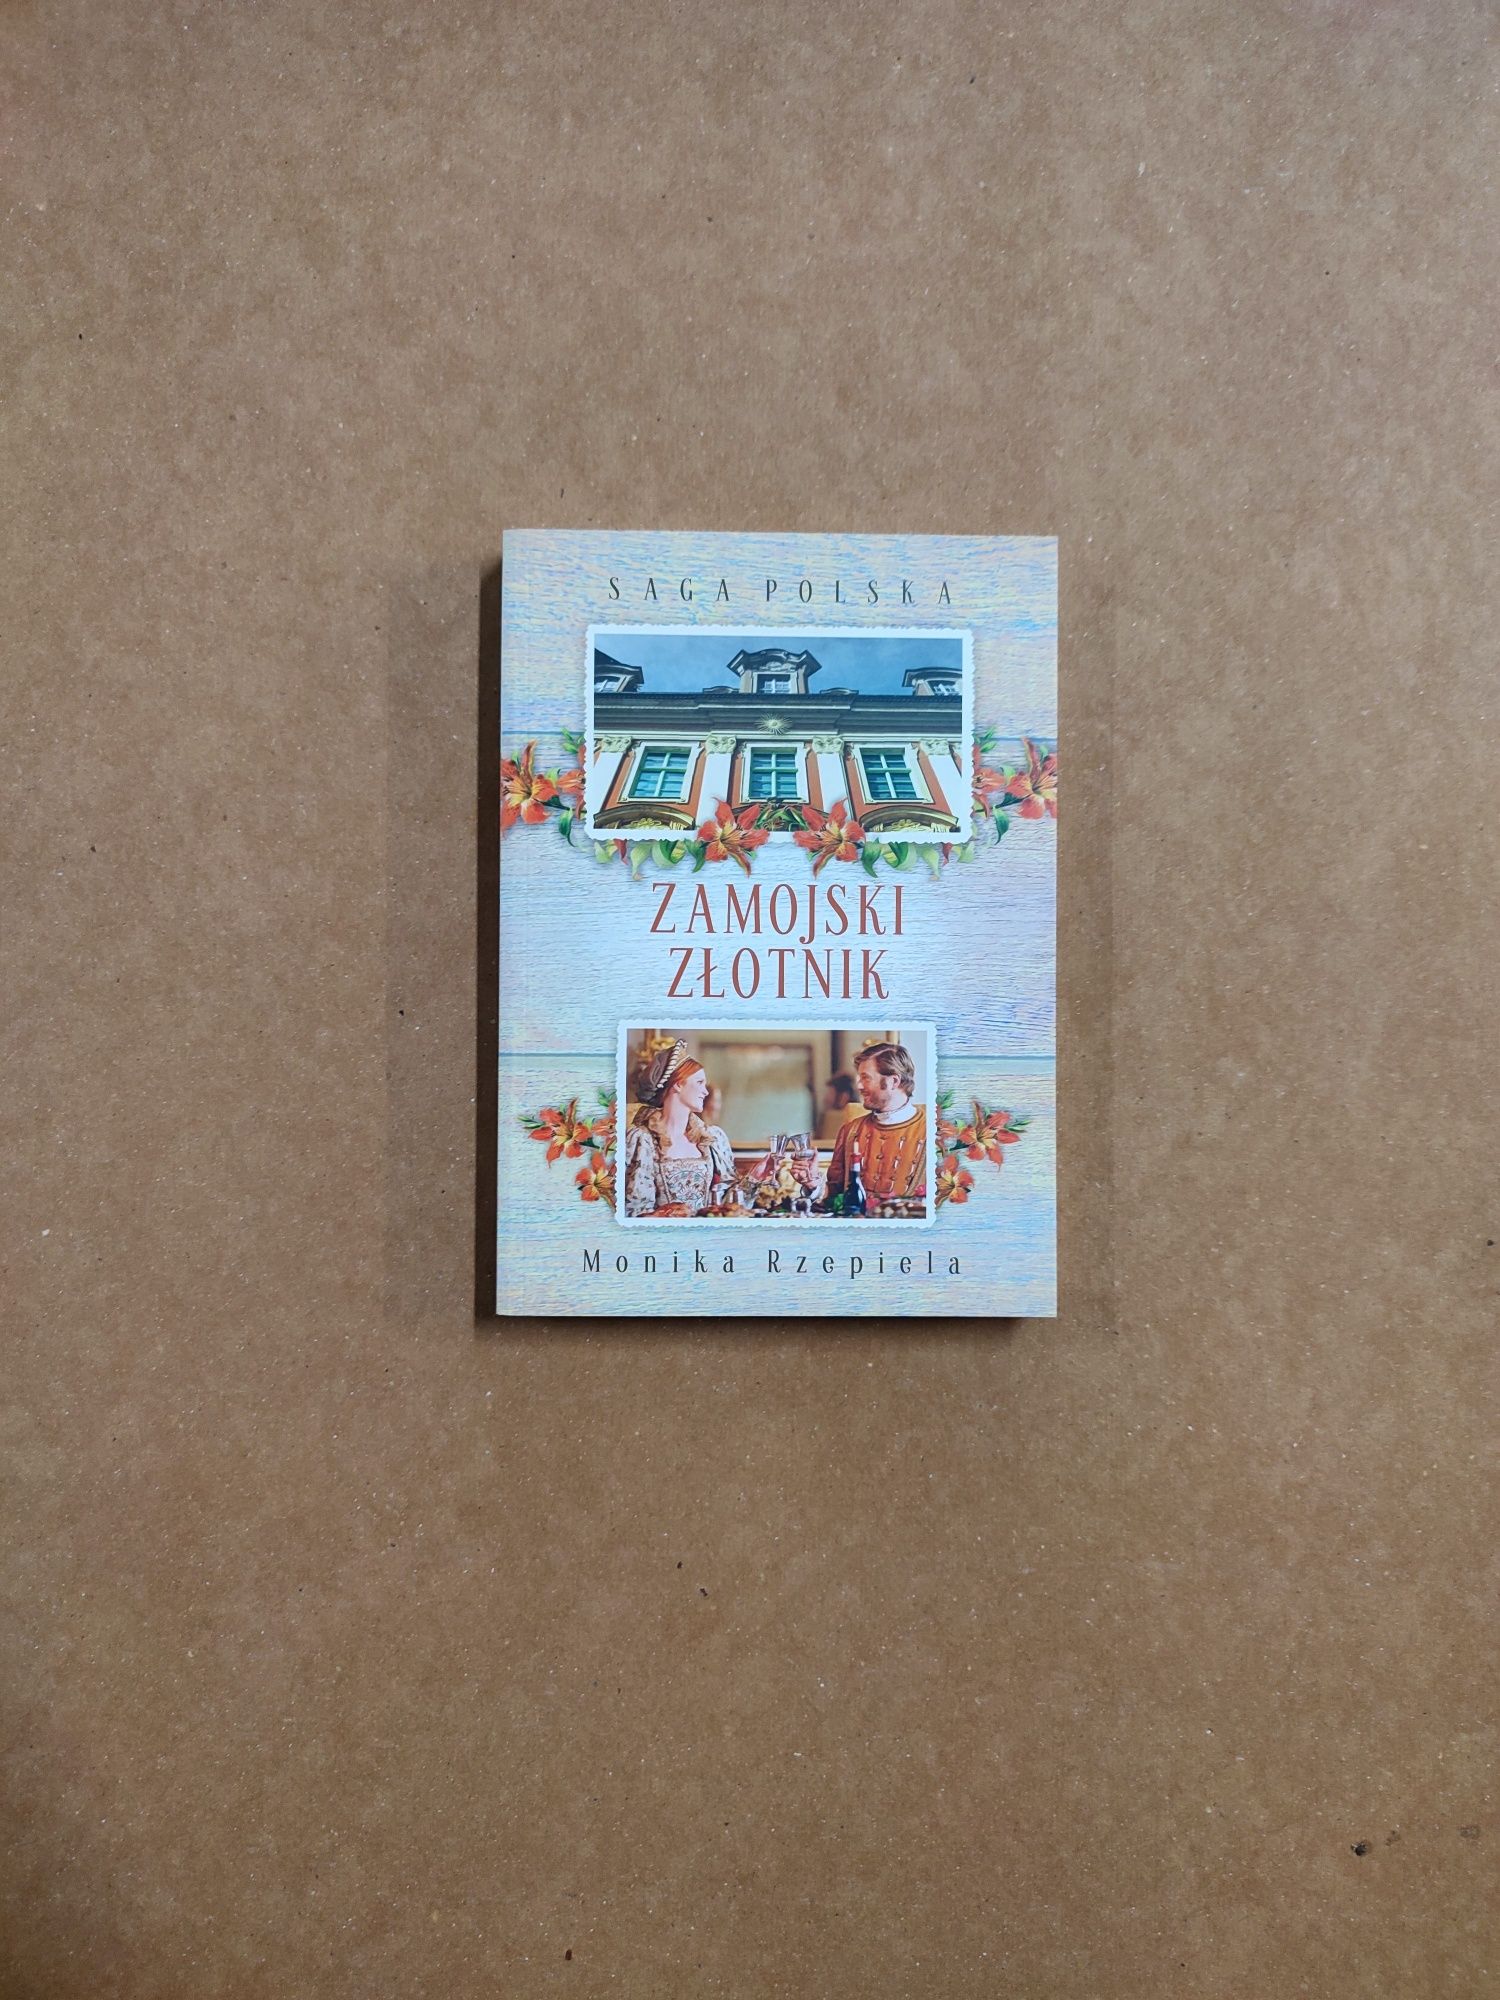 SAGA POLSKA
ZAMOJSKI
ZŁOTNIK
Monika Rzepiela